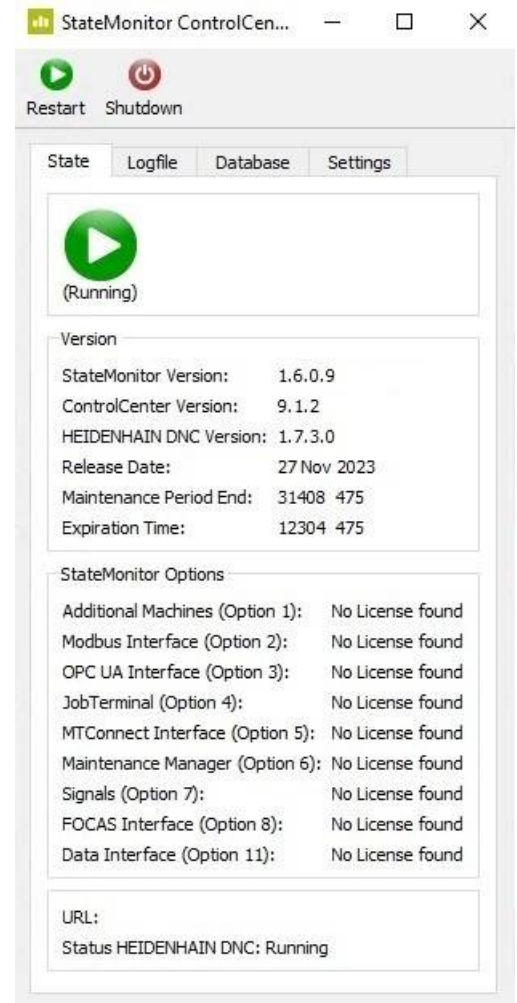 StateMonitor ControlCen...
Restart Shutdown
State Logfile Database Settings
(Running)
Version
StateMonitor Version: 1.6.0.9
ControlCenter Version: 9.1.2
HEIDENHAIN DNC Version: 1.7.3.0
Release Date: 27 Nov 2023
Maintenance Period End: 31408 475
Expiration Time: 12304 475
StateMonitor Options
Additional Machines (Option 1): No License found
Modbus Interface (Option 2): No License found
OPC UA Interface (Option 3): No License found
JobTerminal (Option 4): No License found
MTConnect Interface (Option 5): No License found
Maintenance Manager (Option 6): No License found
Signals (Option 7): No License found
FOCAS Interface (Option 8): No License found
Data Interface (Option 11): No License found
URL:
Status HEIDENHAIN DNC: Running